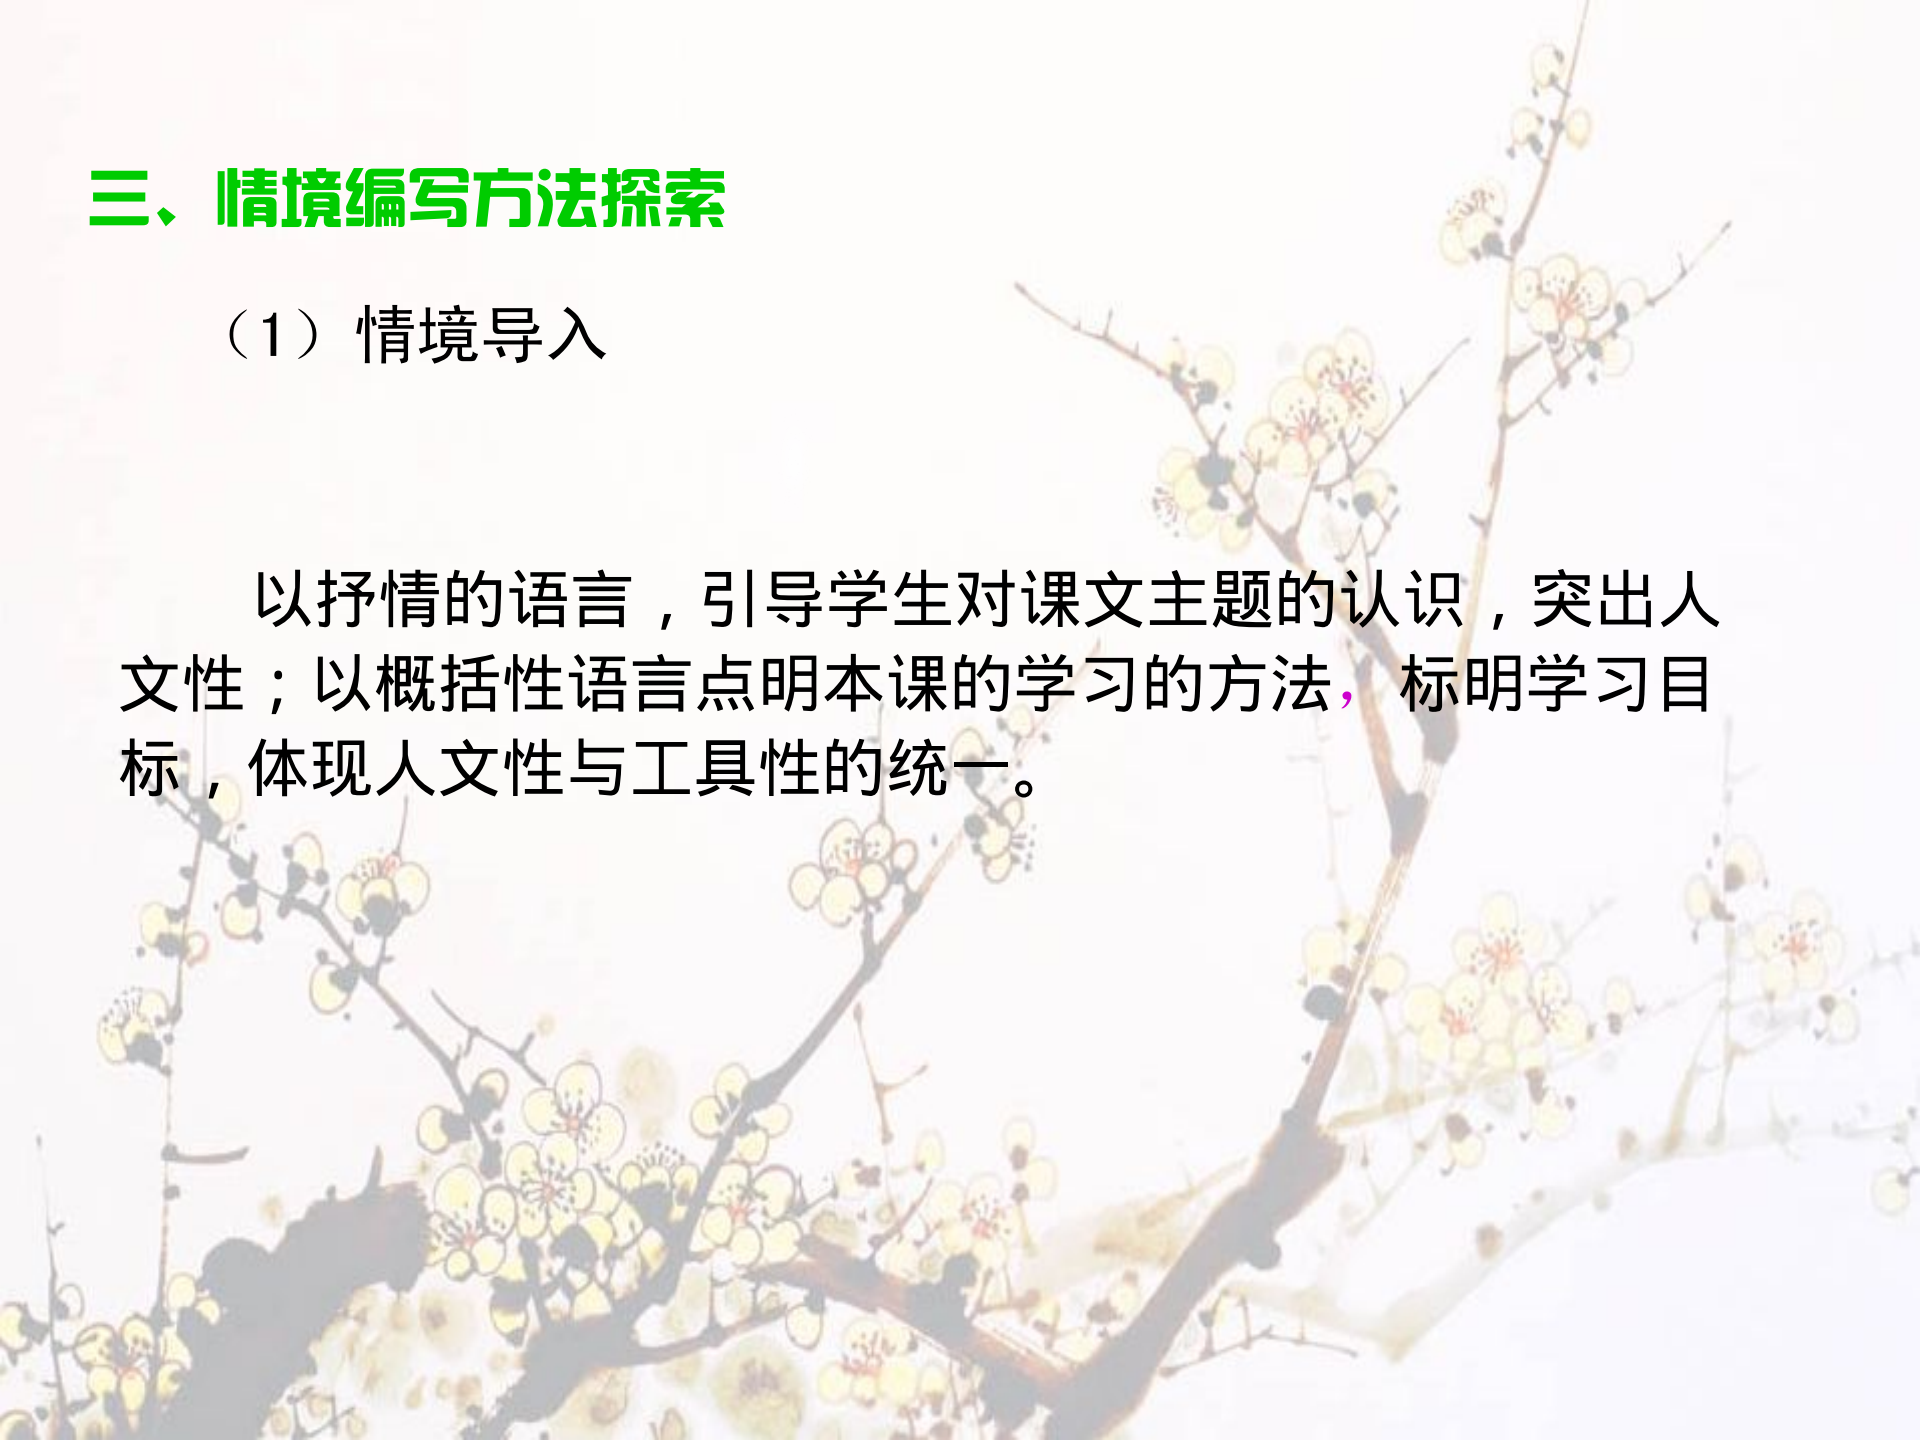 三、情境编写方法探索
（1）情境导入
以抒情的语言，引导学生对课文主题的认识，突出人
文性；以概括性语言点明本课的学习的方法，标明学习目
标，体现人文性与工具性的统一。